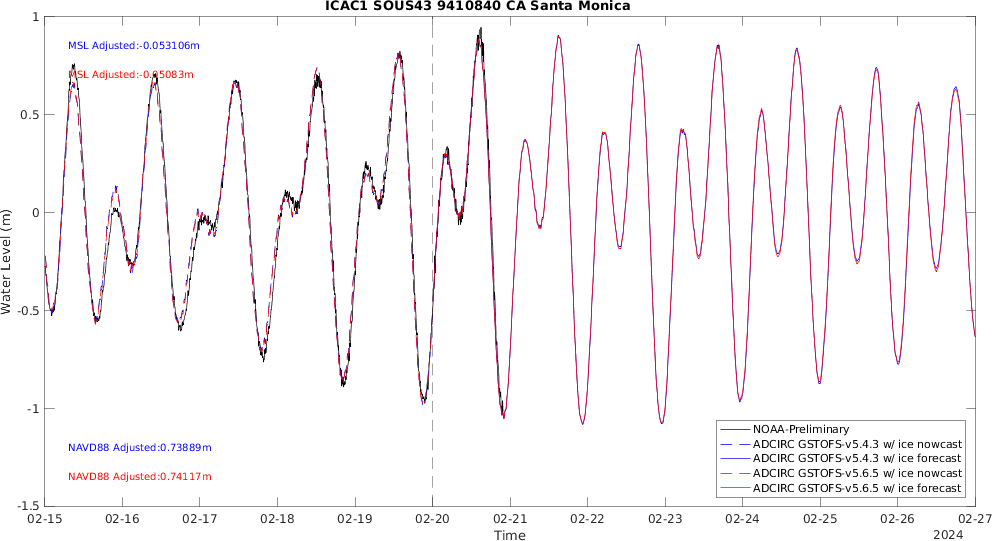 ICAC1 SOUS43 9410840 CA Santa Monica
MSL Adjusted:-0.053106m
MSL Adjusted:-0.05083m
NAVD88 Adjusted:0.73889m
NAVD88 Adjusted:0.74117m
Water Level (m)
1
0.5
0
-0.5
-1
-1.5
NOAA-Preliminary
ADCIRC GSTOFS-v5.4.3 w/ ice nowcast
ADCIRC GSTOFS-v5.4.3 w/ ice forecast
ADCIRC GSTOFS-v5.6.5 w/ ice nowcast
ADCIRC GSTOFS-v5.6.5 w/ ice forecast
02-15 02-16 02-17 02-18 02-19 02-20 02-21 02-22 02-23 02-24 02-25 02-26 02-27
Time
2024